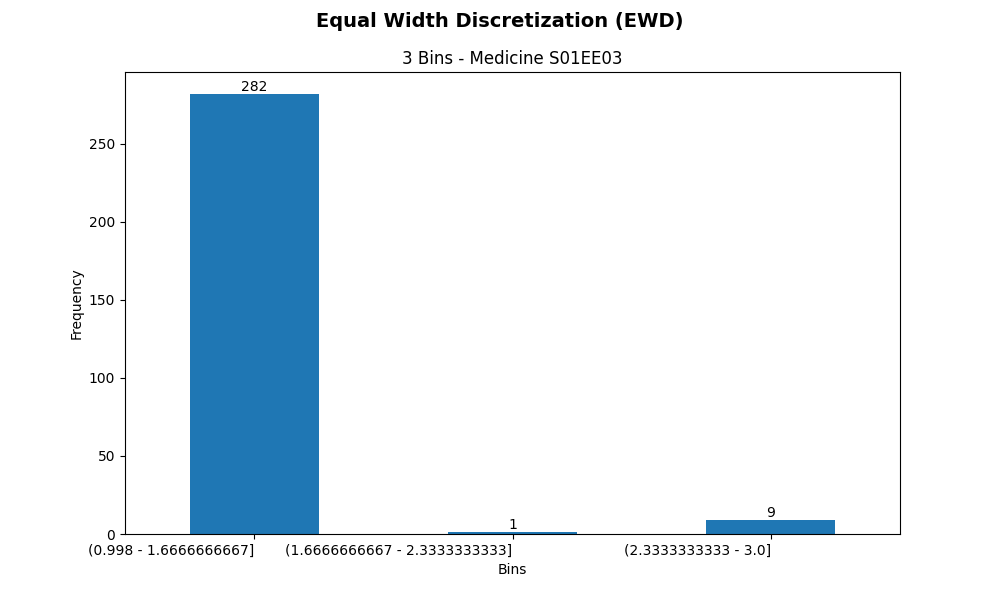 Equal Width Discretization (EWD)
3 Bins - Medicine S01EE03
282
250
200
150
100
50
0
Frequency
1
9
(0.998 - 1.6666666667]
(1.6666666667 - 2.3333333333]
(2.3333333333 - 3.0]
Bins